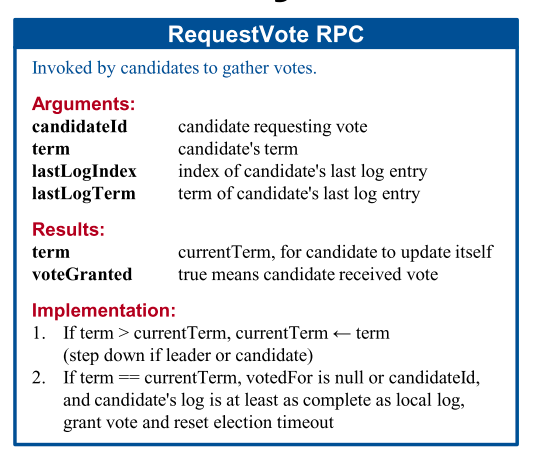 RequestVote RPC
Invoked by candidates to gather votes.
Arguments:
candidateId candidate requesting vote
term candidate's term
lastLogIndex index of candidate's last log entry
lastLogTerm term of candidate's last log entry
Results:
term currentTerm, for candidate to update itself
voteGranted true means candidate received vote
Implementation:
1. If term > currentTerm, currentTerm ← term
(step down if leader or candidate)
2. If term == currentTerm, votedFor is null or candidateId,
and candidate's log is at least as complete as local log,
grant vote and reset election timeout